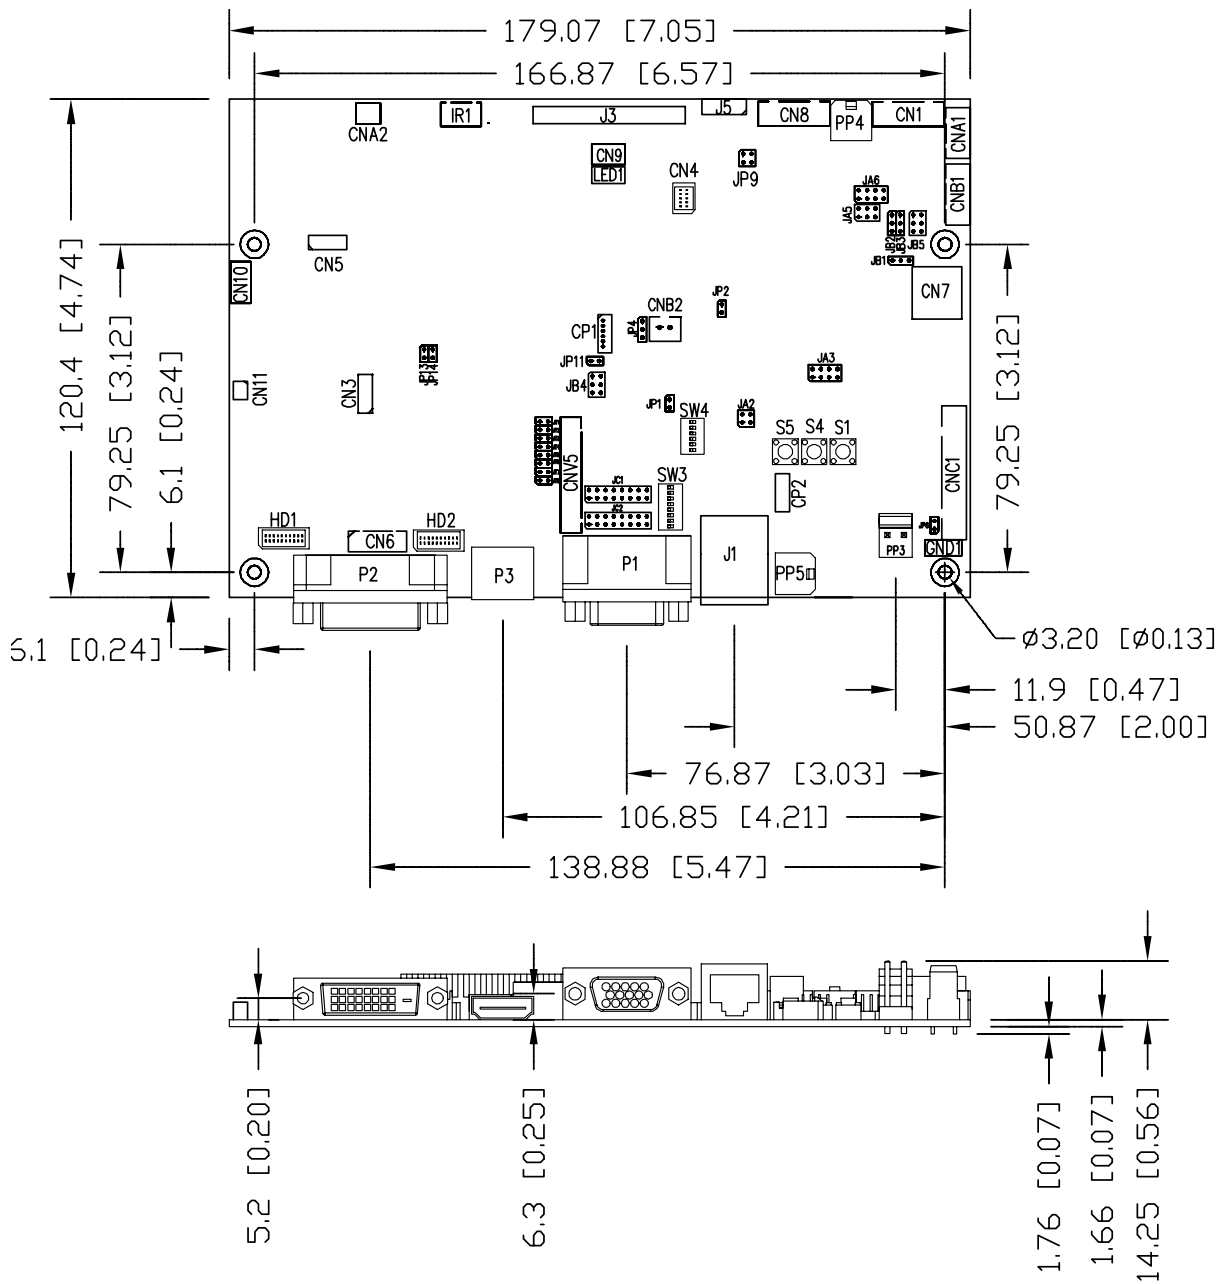 179.07 [7.05]
166.87 [6.57]
CNA2
IR1
J3
J5
CN8
PP4
CN1
CNA1
CN9
LED1
CN4
JP9
JA6
CNB1
JA5
JB2
JB3
JB5
CN5
JB1
CN10
CN7
120.4 [4.74]
79.25 [3.12]
6.1 [0.24]
79.25 [3.12]
JP2
CNB2
CP1
JP4
JP13
JP14
JP11
JA3
CN11
CN3
JB4
JP1
SW4
JA2
S5
S4
S1
CNV5
CNC1
SW3
JC1
CP2
JC2
HD1
HD2
CN6
JP6
PP3
GND1
P2
P3
P1
J1
PP5
6.1 [0.24]
ø3.20 [ø0.13]
11.9 [0.47]
50.87 [2.00]
76.87 [3.03]
106.85 [4.21]
138.88 [5.47]
5.2 [0.20]
6.3 [0.25]
1.76 [0.07]
1.66 [0.07]
14.25 [0.56]